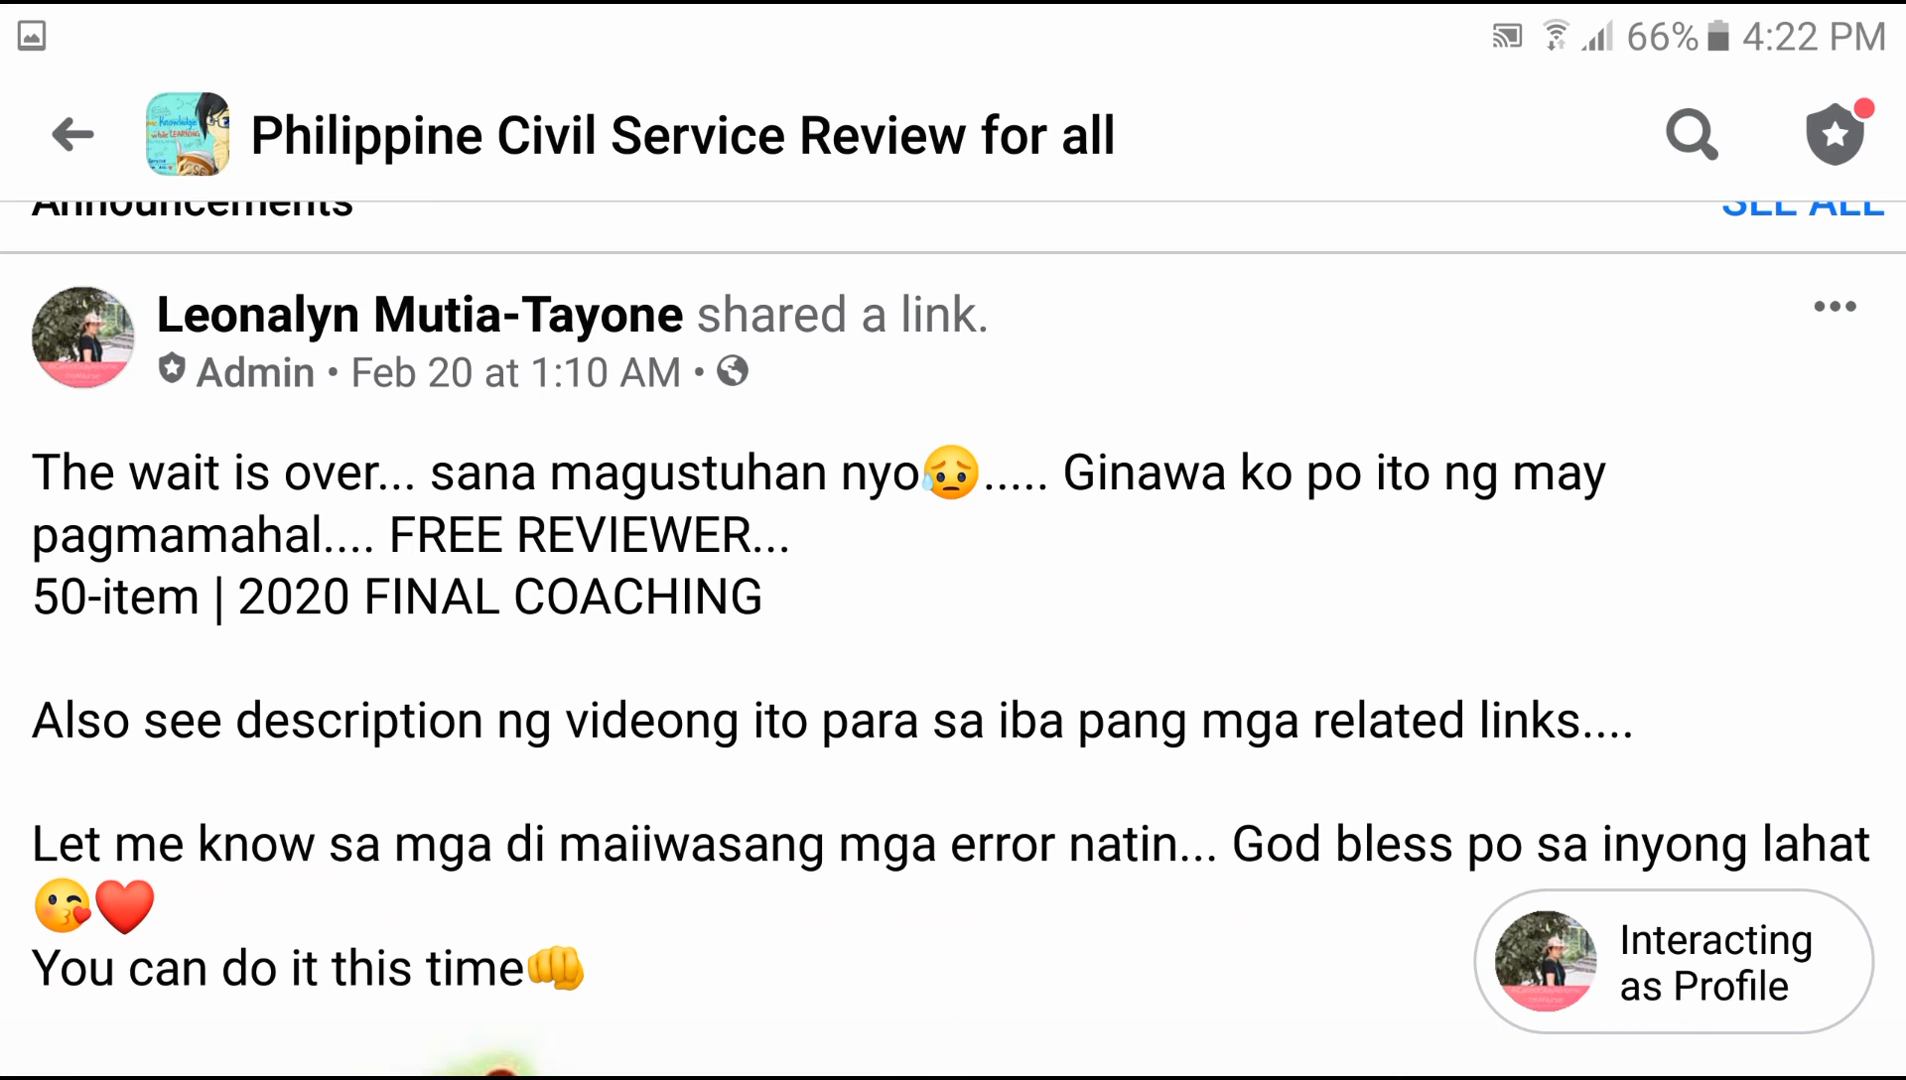 66% 4:22 PM
Philippine Civil Service Review for all
Announcements SEE ALL
Leonalyn Mutia-Tayone shared a link.
Admin • Feb 20 at 1:10 AM •
The wait is over... sana magustuhan nyo😥..... Ginawa ko po ito ng may
pagmamahal.... FREE REVIEWER...
50-item | 2020 FINAL COACHING
Also see description ng videong ito para sa iba pang mga related links....
Let me know sa mga di maiiwasang mga error natin... God bless po sa inyong lahat
😘❤️
You can do it this time👊
Interacting
as Profile